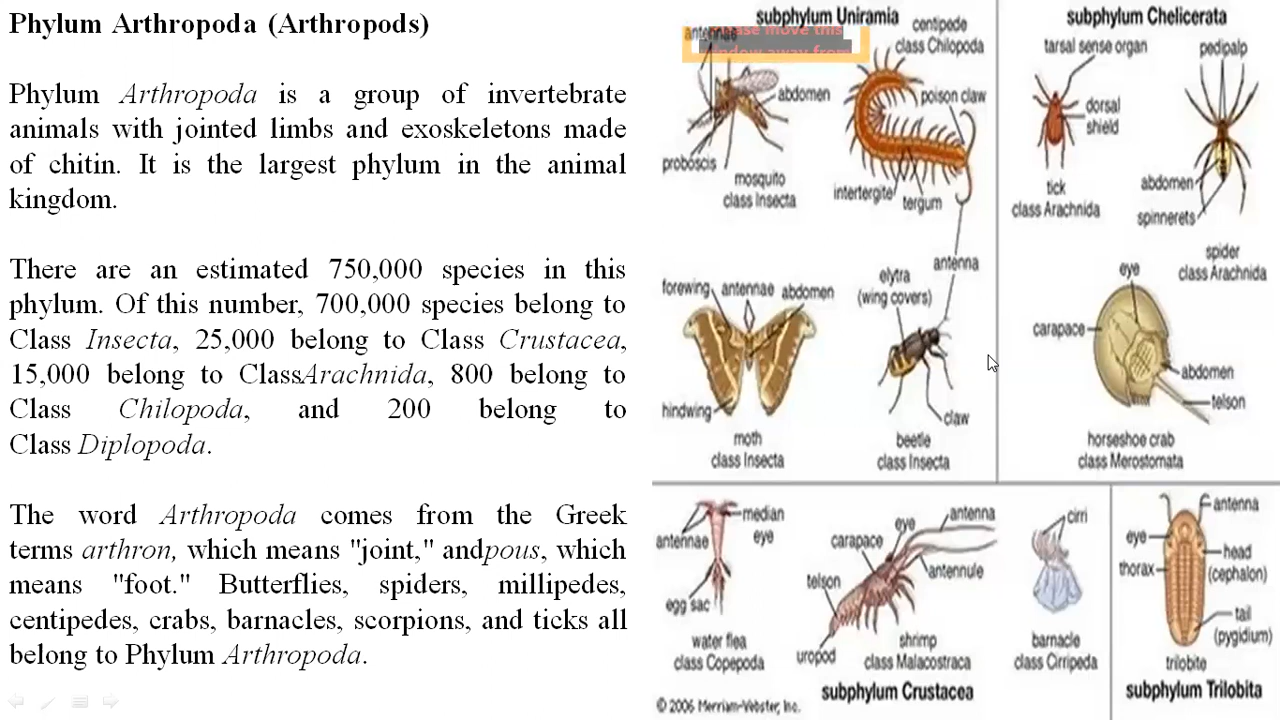 Phylum Arthropoda (Arthropods)
Phylum Arthropoda is a group of invertebrate
animals with jointed limbs and exoskeletons made
of chitin. It is the largest phylum in the animal
kingdom.
There are an estimated 750,000 species in this
phylum. Of this number, 700,000 species belong to
Class Insecta, 25,000 belong to Class Crustacea,
15,000 belong to ClassArachnida, 800 belong to
Class Chilopoda, and 200 belong to
Class Diplopoda.
The word Arthropoda comes from the Greek
terms arthron, which means "joint," andpous, which
means "foot." Butterflies, spiders, millipedes,
centipedes, crabs, barnacles, scorpions, and ticks all
belong to Phylum Arthropoda.
subphylum Uniramia
antennae
move this
window away from
abdomen
proboscis
mosquito
class Insecta
centipede
class Chilopoda
poison claw
intertergite
tergum
antenna
forewing
antennae
abdomen
hindwing
moth
class Insecta
elytra
(wing covers)
claw
beetle
class Insecta
subphylum Chelicerata
tarsal sense organ
dorsal
shield
tick
class Arachnida
pedipalp
abdomen
spinnerets
spider
class Arachnida
eye
carapace
abdomen
telson
horseshoe crab
class Merostomata
antennae
median
eye
egg sac
water flea
class Copepoda
eye
antenna
carapace
antennule
telson
uropod
shrimp
class Malacostraca
cirri
barnacle
class Cirripeda
subphylum Crustacea
© 2006 Merriam-Webster, Inc.
antenna
eye
head
(cephalon)
thorax
tail
(pygidium)
trilobite
subphylum Trilobita